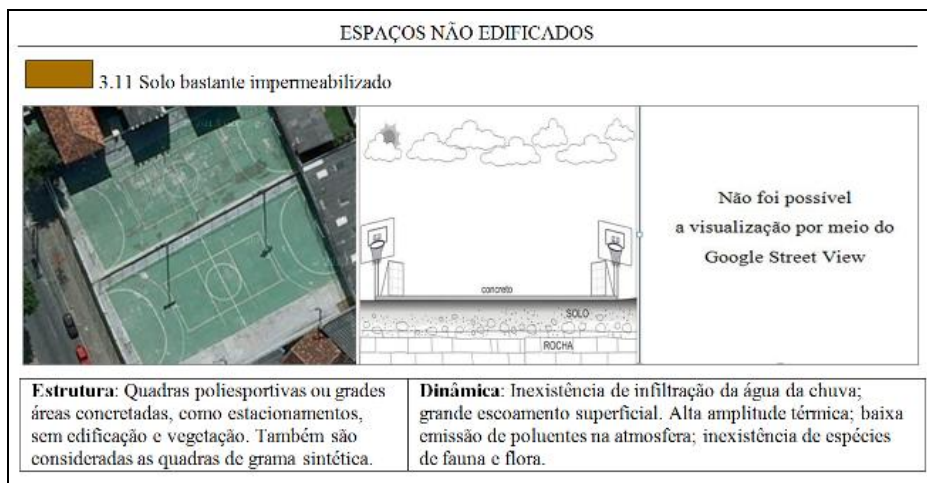 ESPAÇOS NÃO EDIFICADOS
3.11 Solo bastante impermeabilizado
Não foi possível
a visualização por meio do
Google Street View
concreto
SOLO
ROCHA
Estrutura: Quadras poliesportivas ou grades
áreas concretadas, como estacionamentos,
sem edificação e vegetação. Também são
consideradas as quadras de grama sintética.
Dinâmica: Inexistência de infiltração da água da chuva;
grande escoamento superficial. Alta amplitude térmica; baixa
emissão de poluentes na atmosfera; inexistência de espécies
de fauna e flora.